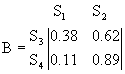 S₁ S₂
B = S₃ |0.38 0.62|
S₄ |0.11 0.89|